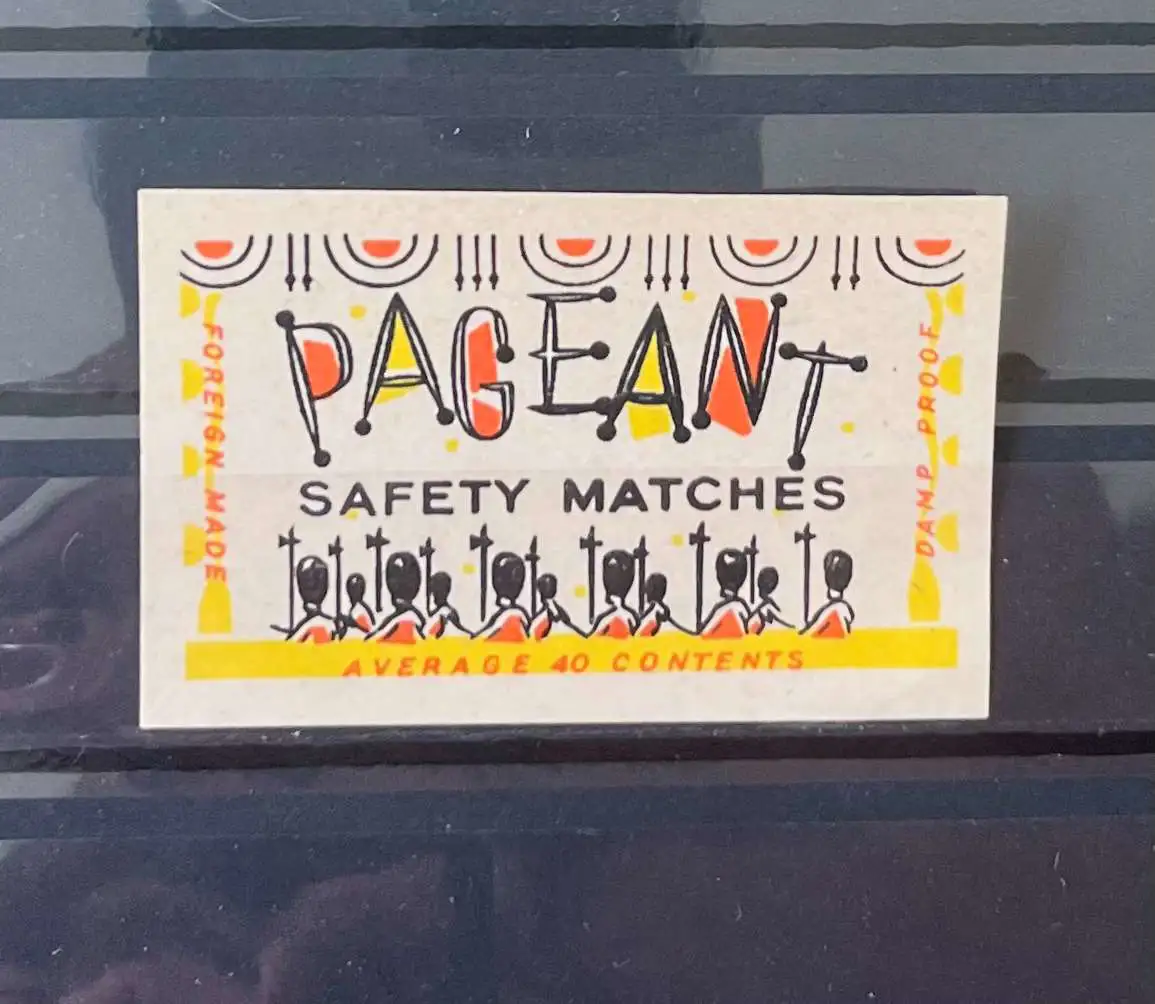 PAGEANT
SAFETY MATCHES
FOREIGN MADE
DAMP PROOF
AVERAGE 40 CONTENTS